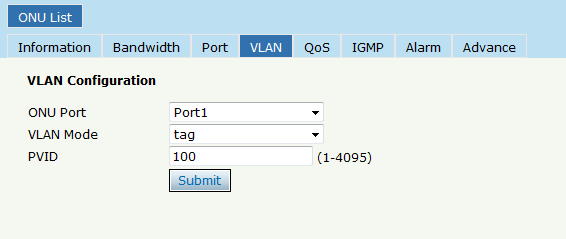 ONU List
Information Bandwidth Port VLAN QoS IGMP Alarm Advance
VLAN Configuration
ONU Port Port1
VLAN Mode tag
PVID 100 (1-4095)
Submit